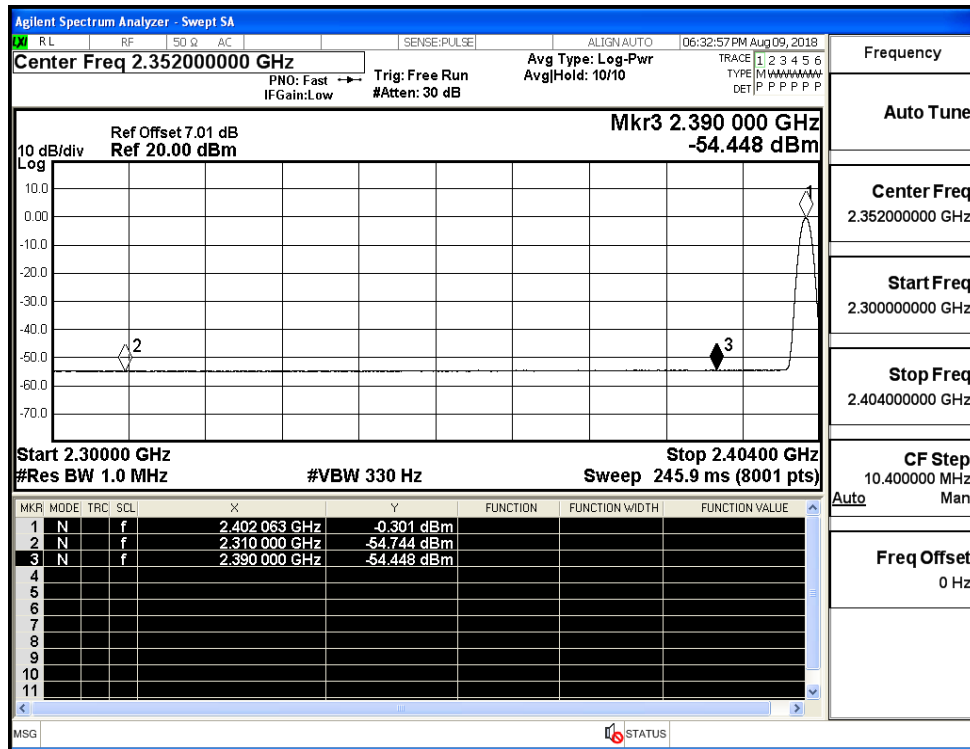 Agilent Spectrum Analyzer - Swept SA
LXI RL RF 50 Ω AC SENSE:PULSE ALIGN AUTO 06:32:57 PM Aug 09, 2018
Center Freq 2.352000000 GHz
PNO: Fast
IFGain:Low
Trig: Free Run
#Atten: 30 dB
Avg Type: Log-Pwr
Avg|Hold: 10/10
TRACE 1 2 3 4 5 6
TYPE M WWWWW
DET P P P P P P
Ref Offset 7.01 dB
10 dB/div Ref 20.00 dBm
Log
Mkr3 2.390 000 GHz
-54.448 dBm
10.0
0.00
-10.0
-20.0
-30.0
-40.0
-50.0
-60.0
-70.0
1
2
3
Start 2.30000 GHz Stop 2.40400 GHz
#Res BW 1.0 MHz #VBW 330 Hz Sweep 245.9 ms (8001 pts)
MKR MODE TRC SCL X Y FUNCTION FUNCTION WIDTH FUNCTION VALUE
1 N f 2.402 063 GHz -0.301 dBm
2 N f 2.310 000 GHz -54.744 dBm
3 N f 2.390 000 GHz -54.448 dBm
4
5
6
7
8
9
10
11
MSG STATUS
Frequency
Auto Tune
Center Freq
2.352000000 GHz
Start Freq
2.300000000 GHz
Stop Freq
2.404000000 GHz
CF Step
10.400000 MHz
Auto Man
Freq Offset
0 Hz